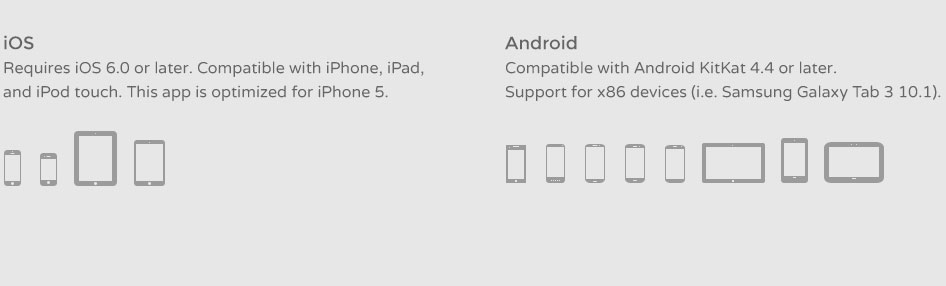 iOS
Requires iOS 6.0 or later. Compatible with iPhone, iPad,
and iPod touch. This app is optimized for iPhone 5.
Android
Compatible with Android KitKat 4.4 or later.
Support for x86 devices (i.e. Samsung Galaxy Tab 3 10.1).